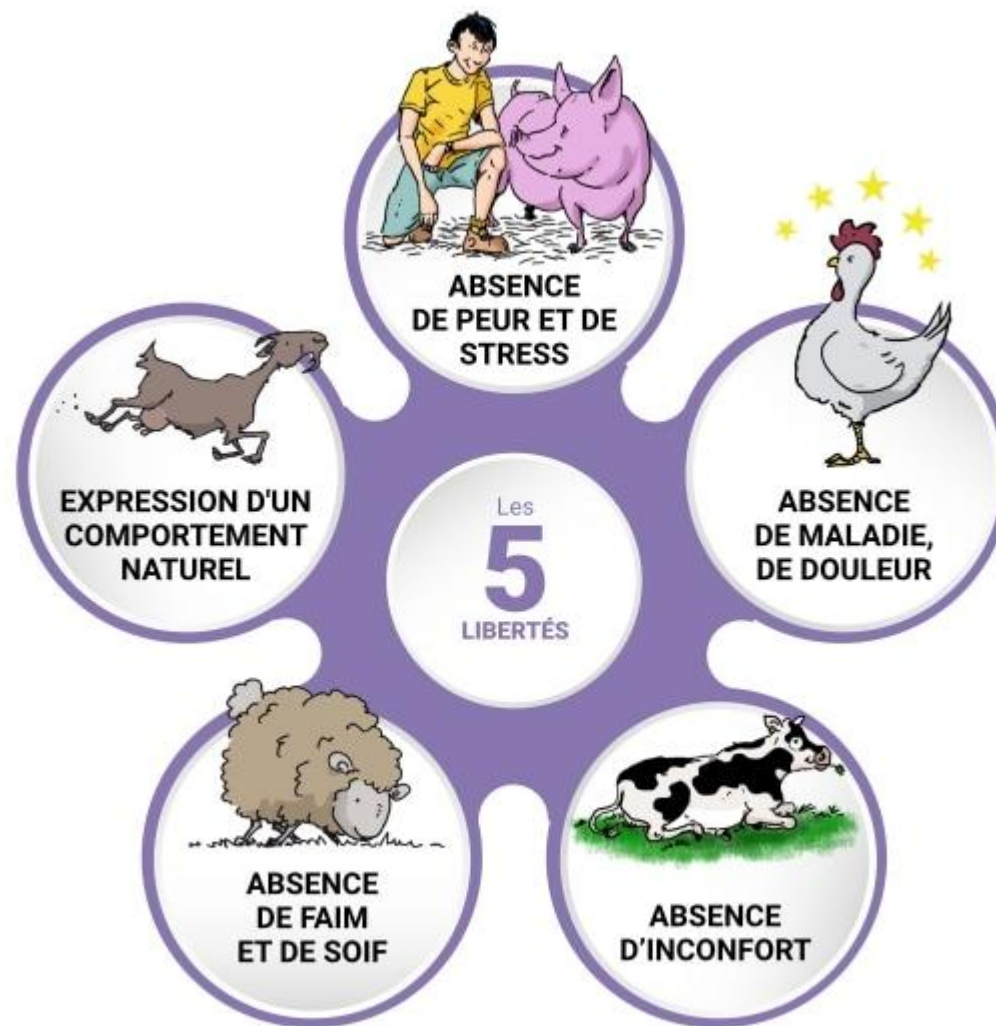 ABSENCE
DE PEUR ET DE
STRESS
EXPRESSION D'UN
COMPORTEMENT
NATUREL
ABSENCE
DE MALADIE,
DE DOULEUR
Les
5
LIBERTÉS
ABSENCE
DE FAIM
ET DE SOIF
ABSENCE
D’INCONFORT